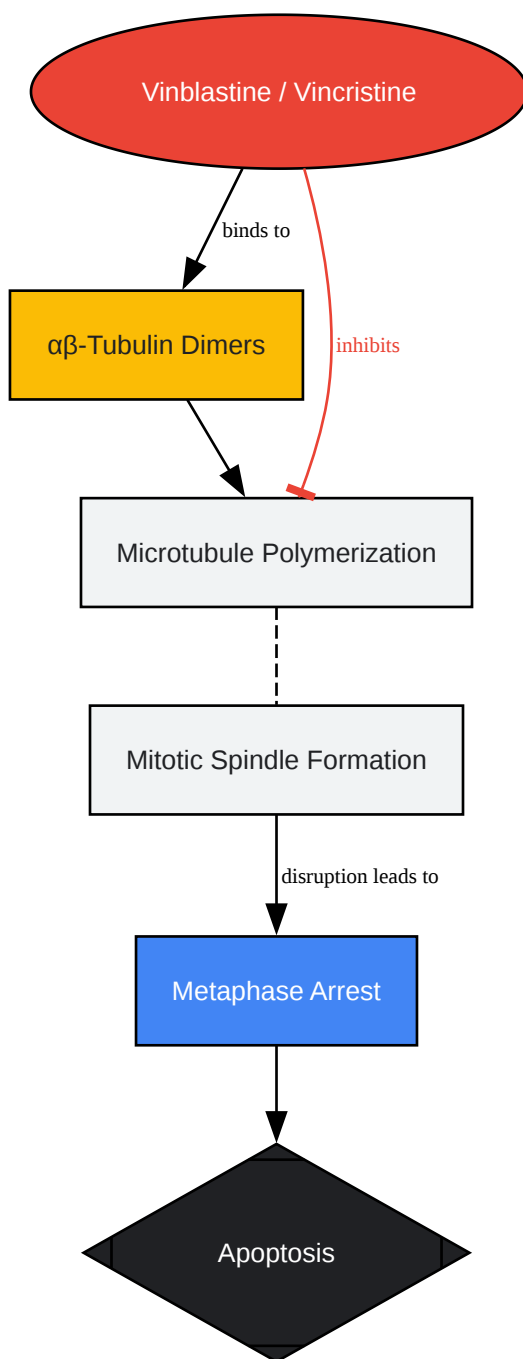 Vinblastine / Vincristine
binds to
αβ-Tubulin Dimers
inhibits
Microtubule Polymerization
Mitotic Spindle Formation
disruption leads to
Metaphase Arrest
Apoptosis